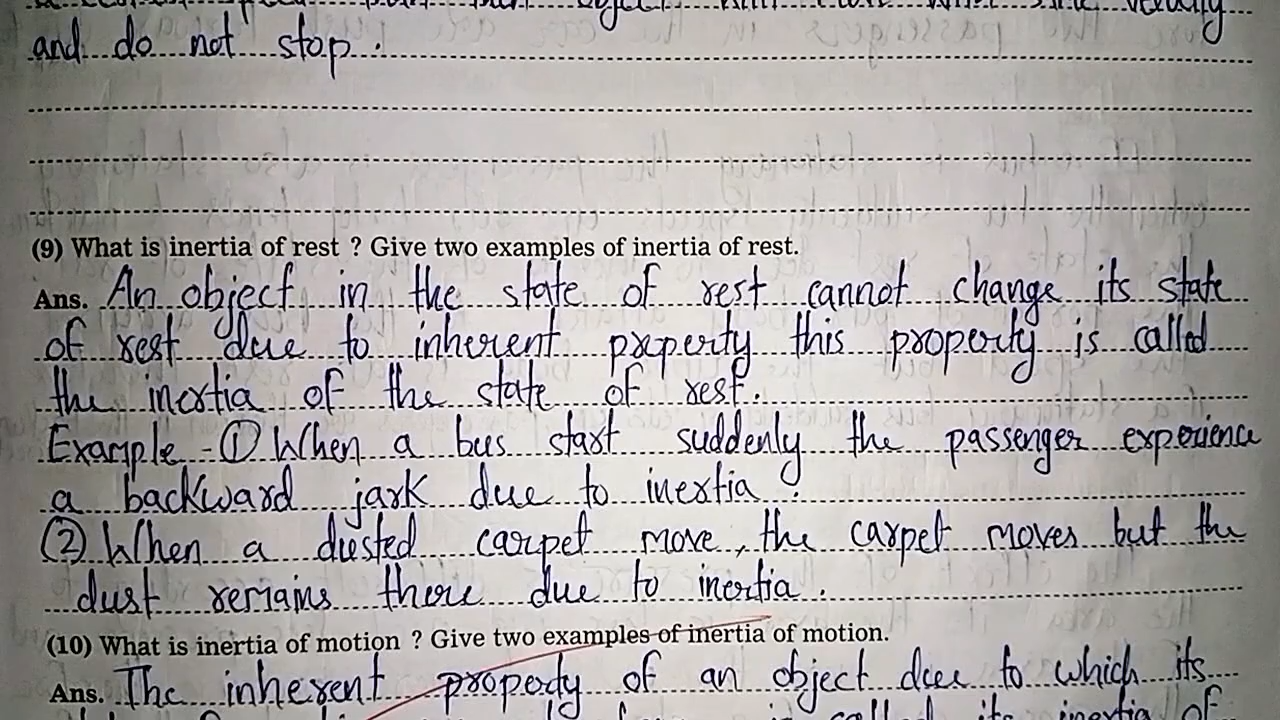 and do not stop.
(9) What is inertia of rest ? Give two examples of inertia of rest.
Ans. An object in the state of rest cannot change its state
of rest due to inherent preperty this property is called
the inertia of the state of rest.
Example - ① When a bus start suddenly the passenger experience
a backward jark due to inertia.
② When a dusted carpet move, the carpet moves but the
dust remains there due to inertia.
(10) What is inertia of motion ? Give two examples of inertia of motion.
Ans. The inherent property of an object due to which its
called its inertia of